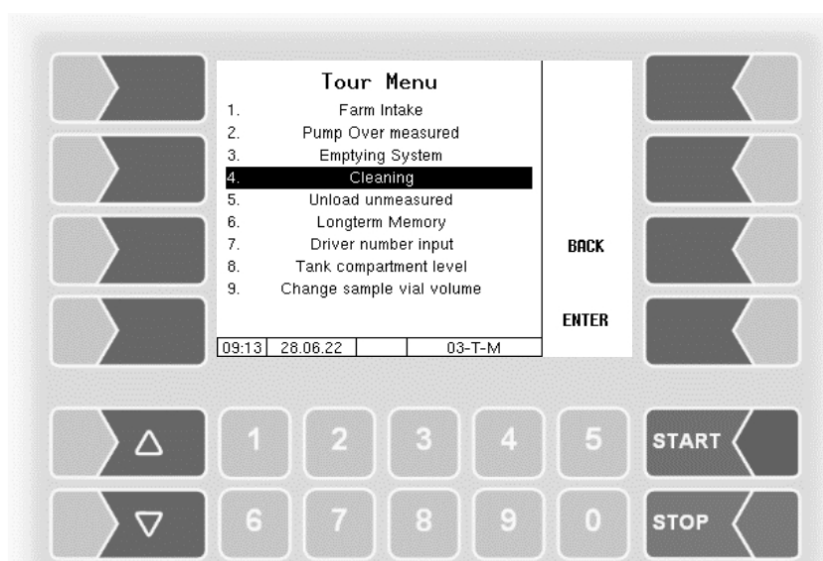 Tour Menu
1. Farm Intake
2. Pump Over measured
3. Emptying System
4. Cleaning
5. Unload unmeasured
6. Longterm Memory
7. Driver number input
8. Tank compartment level
9. Change sample vial volume
BACK
ENTER
09:13 28.06.22 03-T-M
1 2 3 4 5 START
6 7 8 9 0 STOP